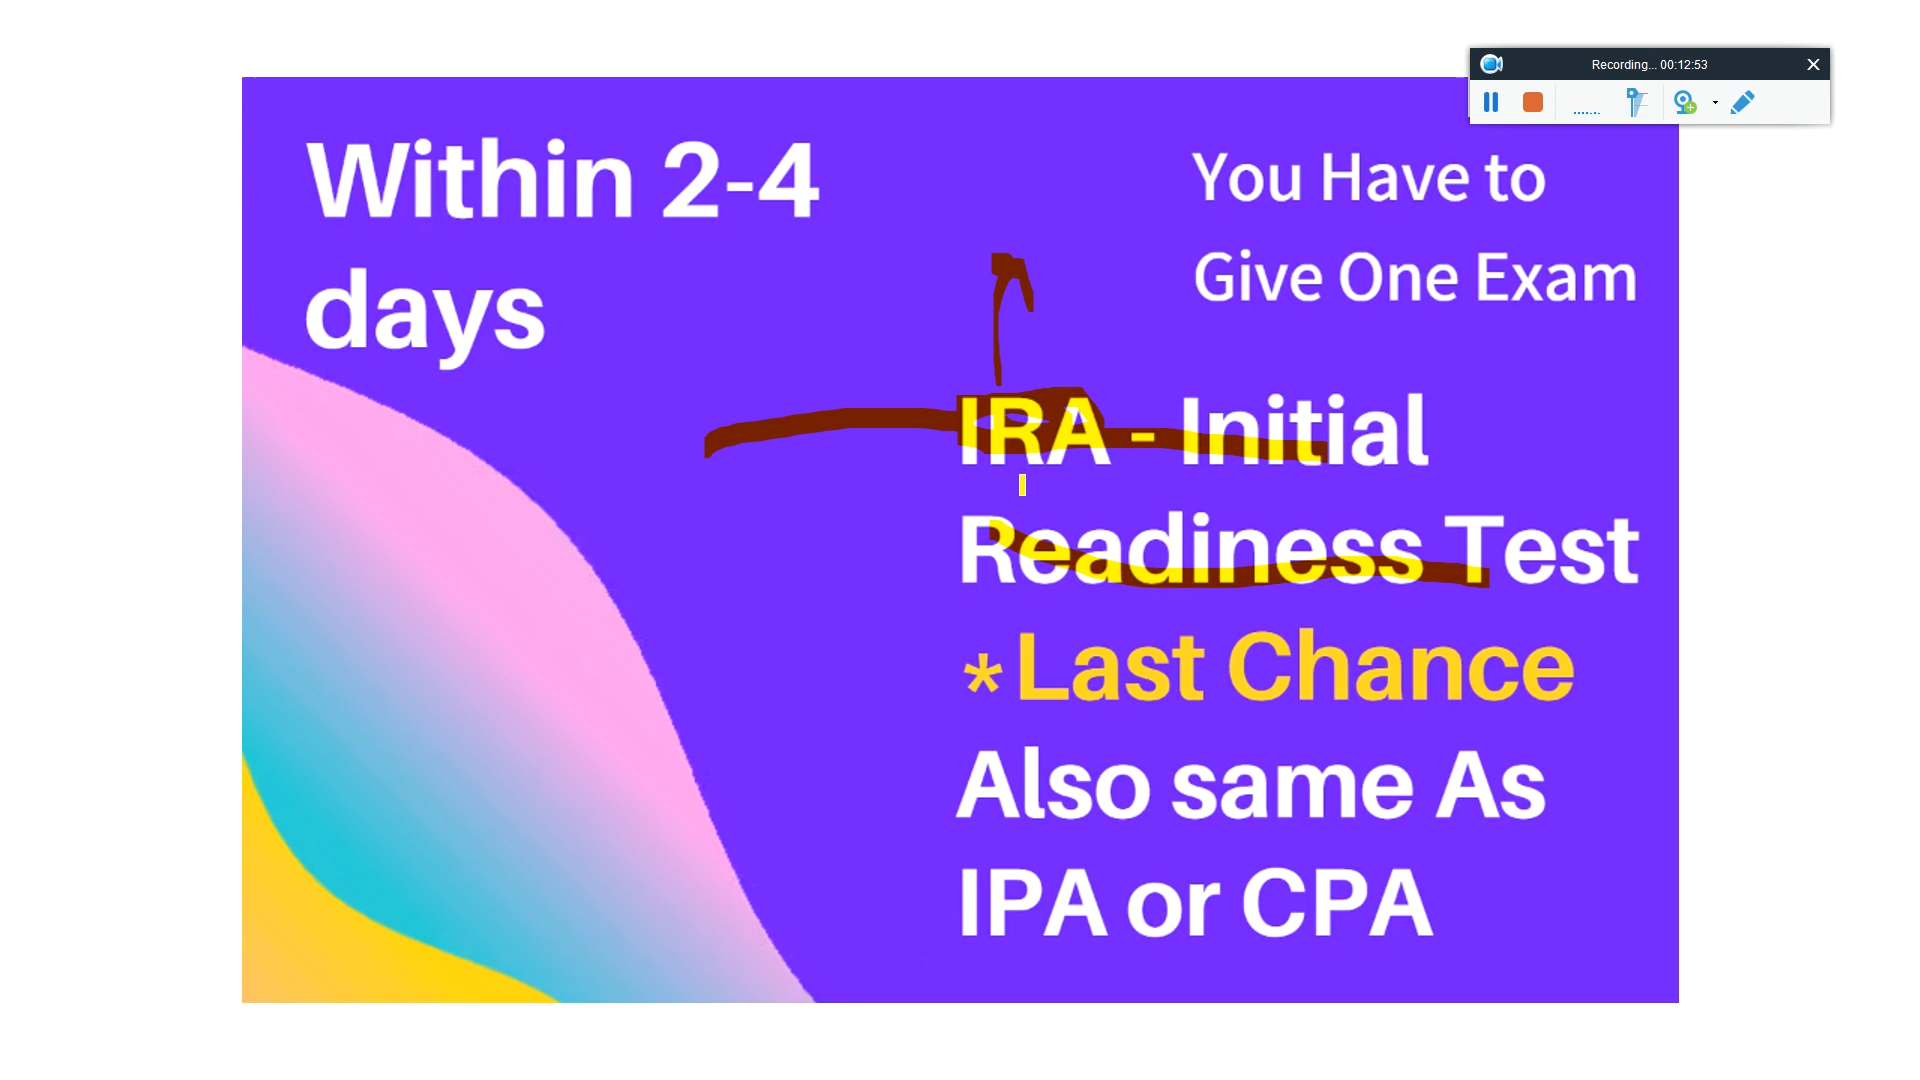 Recording... 00:12:53
Within 2-4
days
You Have to
Give One Exam
IRA - Initial
Readiness Test
*Last Chance
Also same As
IPA or CPA